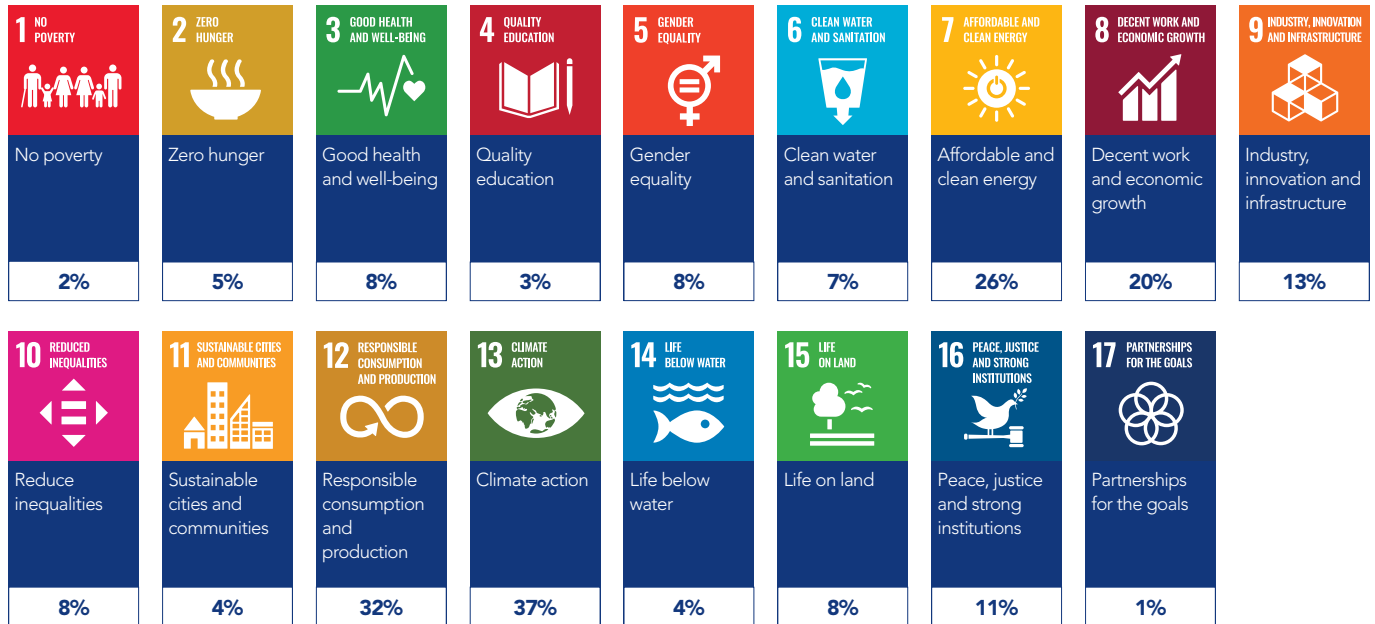 1 NO
POVERTY
No poverty
2%
2 ZERO
HUNGER
Zero hunger
5%
3 GOOD HEALTH
AND WELL-BEING
Good health
and well-being
8%
4 QUALITY
EDUCATION
Quality
education
3%
5 GENDER
EQUALITY
Gender
equality
8%
6 CLEAN WATER
AND SANITATION
Clean water
and sanitation
7%
7 AFFORDABLE AND
CLEAN ENERGY
Affordable and
clean energy
26%
8 DECENT WORK AND
ECONOMIC GROWTH
Decent work
and economic
growth
20%
9 INDUSTRY, INNOVATION
AND INFRASTRUCTURE
Industry,
innovation and
infrastructure
13%
10 REDUCED
INEQUALITIES
Reduce
inequalities
8%
11 SUSTAINABLE CITIES
AND COMMUNITIES
Sustainable
cities and
communities
4%
12 RESPONSIBLE
CONSUMPTION
AND PRODUCTION
Responsible
consumption
and
production
32%
13 CLIMATE
ACTION
Climate action
37%
14 LIFE
BELOW WATER
Life below
water
4%
15 LIFE
ON LAND
Life on land
8%
16 PEACE, JUSTICE
AND STRONG
INSTITUTIONS
Peace, justice
and strong
institutions
11%
17 PARTNERSHIPS
FOR THE GOALS
Partnerships
for the goals
1%